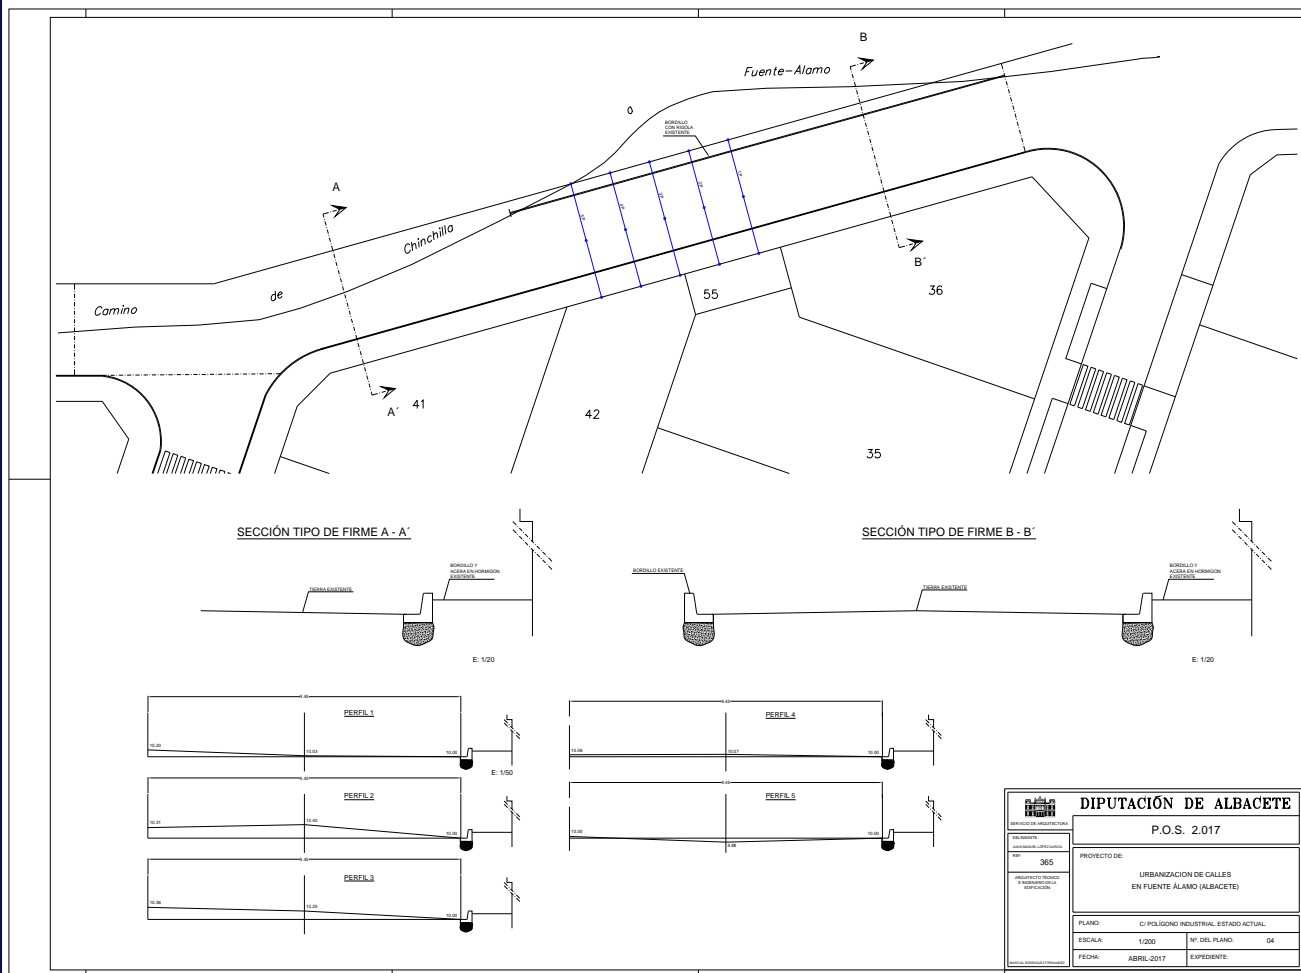 B
Fuente-Alamo
a
BORDILLO
CON RIGOLA
EXISTENTE
A
Chinchilla
B´
de
55
36
Camino
A´
41
42
35
SECCIÓN TIPO DE FIRME A - A´
SECCIÓN TIPO DE FIRME B - B´
BORDILLO Y
ACERA EN HORMIGON
EXISTENTE
TIERRA EXISTENTE
BORDILLO EXISTENTE
TIERRA EXISTENTE
BORDILLO Y
ACERA EN HORMIGON
EXISTENTE
E: 1/20
E: 1/20
PERFIL 1
10.20
10.03
10.00
E: 1/50
PERFIL 4
10.06
10.07
10.00
PERFIL 2
10.31
10.40
10.00
PERFIL 5
10.05
9.88
10.00
PERFIL 3
10.36
10.25
10.00
DIPUTACIÓN DE ALBACETE
SERVICIO DE ARQUITECTURA
P.O.S. 2.017
DELINEANTE:
REF:
365
PROYECTO DE:
URBANIZACION DE CALLES
EN FUENTE ÁLAMO (ALBACETE)
ARQUITECTO TÉCNICO
E INGENIERO DE LA
EDIFICACIÓN:
PLANO:
C/ POLÍGONO INDUSTRIAL. ESTADO ACTUAL.
ESCALA:
1/200
Nº. DEL PLANO:
04
FECHA:
ABRIL-2017
EXPEDIENTE: